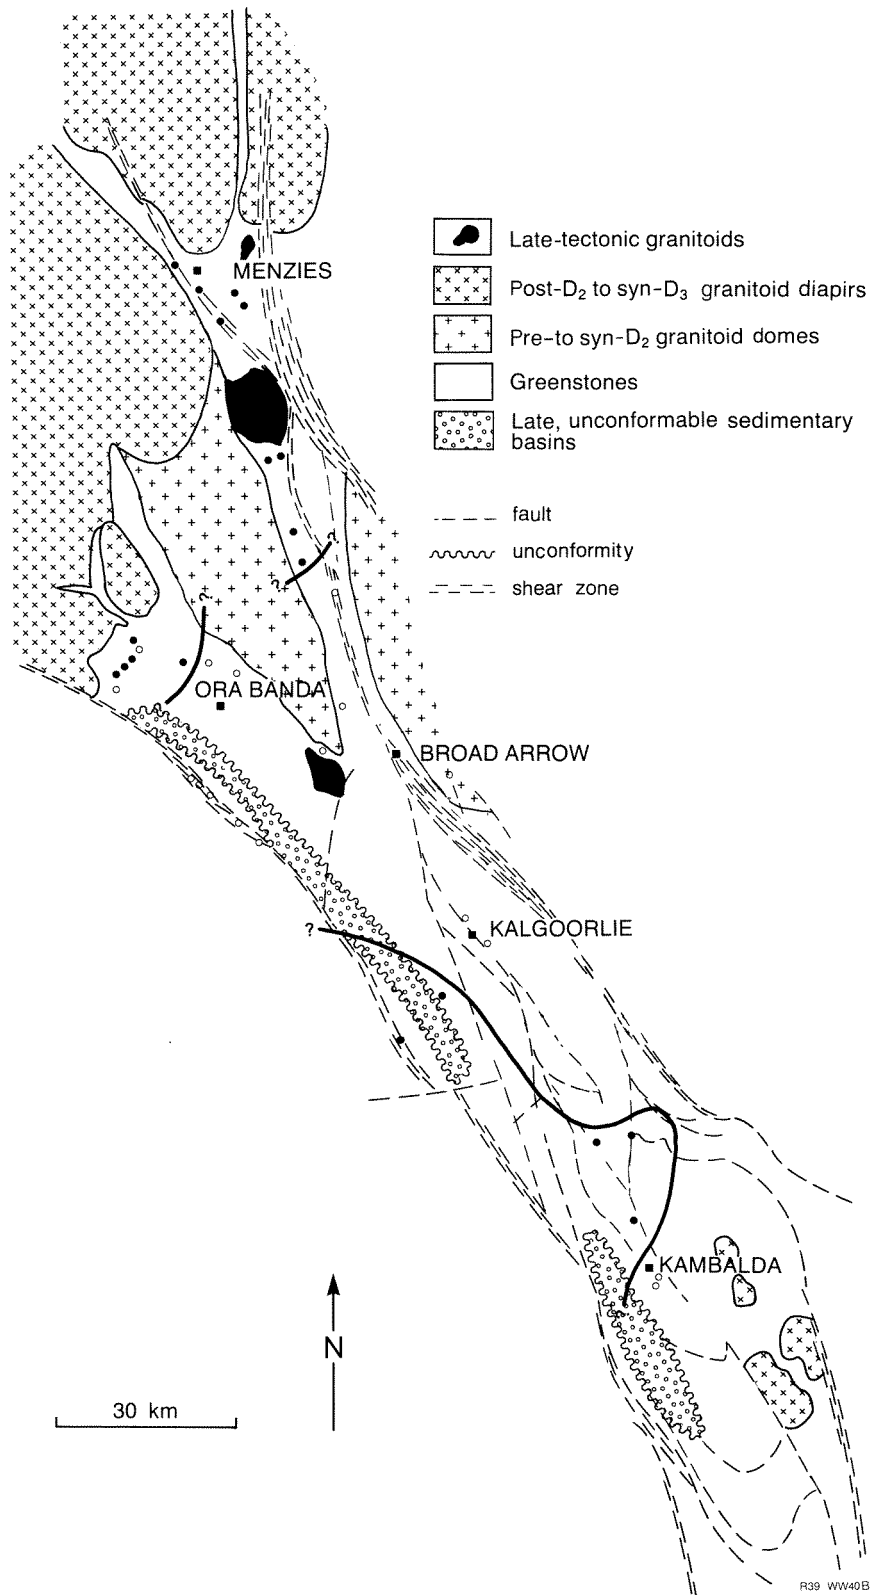 MENZIES
Late-tectonic granitoids
Post-D₂ to syn-D₃ granitoid diapirs
Pre-to syn-D₂ granitoid domes
Greenstones
Late, unconformable sedimentary
basins
fault
unconformity
shear zone
?
?
?
ORA BANDA
BROAD ARROW
?
KALGOORLIE
KAMBALDA
N
30 km
R39 WW40B